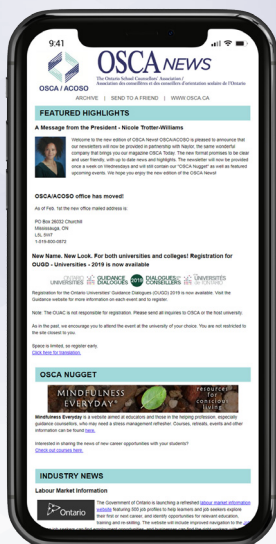 9:41
OSCA NEWS
The Ontario School Counsellors' Association /
Association des conseillères et des conseillers d'orientation scolaire de l'Ontario
OSCA / ACOSO
ARCHIVE | SEND TO A FRIEND | WWW.OSCA.CA
FEATURED HIGHLIGHTS
A Message from the President - Nicole Trotter-Williams
Welcome to the new edition of OSCA News! OSCA/ACOSO is pleased to announce that
our newsletters will now be provided in partnership with Naylor, the same wonderful
company that brings you our magazine OSCA Today. The new format promises to be clear
and user friendly, with up to date news and highlights. The newsletter will now be provided
once a week on Wednesdays and will still contain our "OSCA Nugget" as well as featured
upcoming events. We hope you enjoy the new edition of the OSCA News!
OSCA/ACOSO has moved!
As of Feb. 1st the new office mailed address is:
PO Box 26032 Churchill
Mississauga, ON
L5L 5W7
1-519-800-0872
New Name. New Look. For both universities and colleges! Registration for
OUGD - Universities - 2019 is now available
ONTARIO UNIVERSITIES' GUIDANCE DIALOGUES 2019 DIALOGUES CONSEILLERS UNIVERSITÉS DE L'ONTARIO
Registration for the Ontario Universities' Guidance Dialogues (OUGD) 2019 is now available. Visit the
Guidance website for more information on each event and to register.
Note: The OUAC is not responsible for registration. Please send all inquiries to OSCA or the host university.
As in the past, we encourage you to attend the event at the university of your choice. You are not restricted to
the site closest to you.
Space is limited, so register early.
Click here for translation.
OSCA NUGGET
MINDFULNESS EVERYDAY
resources for conscious living
Mindfulness Everyday is a website aimed at educators and those in the helping profession, especially
guidance counsellors, who may need a stress management refresher. Courses, retreats, events and other
information can be found here.
Interested in sharing the news of new career opportunities with your students?
Check out courses here.
INDUSTRY NEWS
Labour Market Information
Ontario
The Government of Ontario is launching a refreshed labour market information
website featuring 500 job profiles to help learners and job seekers explore
their first or next career, and identify opportunities for relevant education,
training and re-skilling. The website will include improved navigation to the